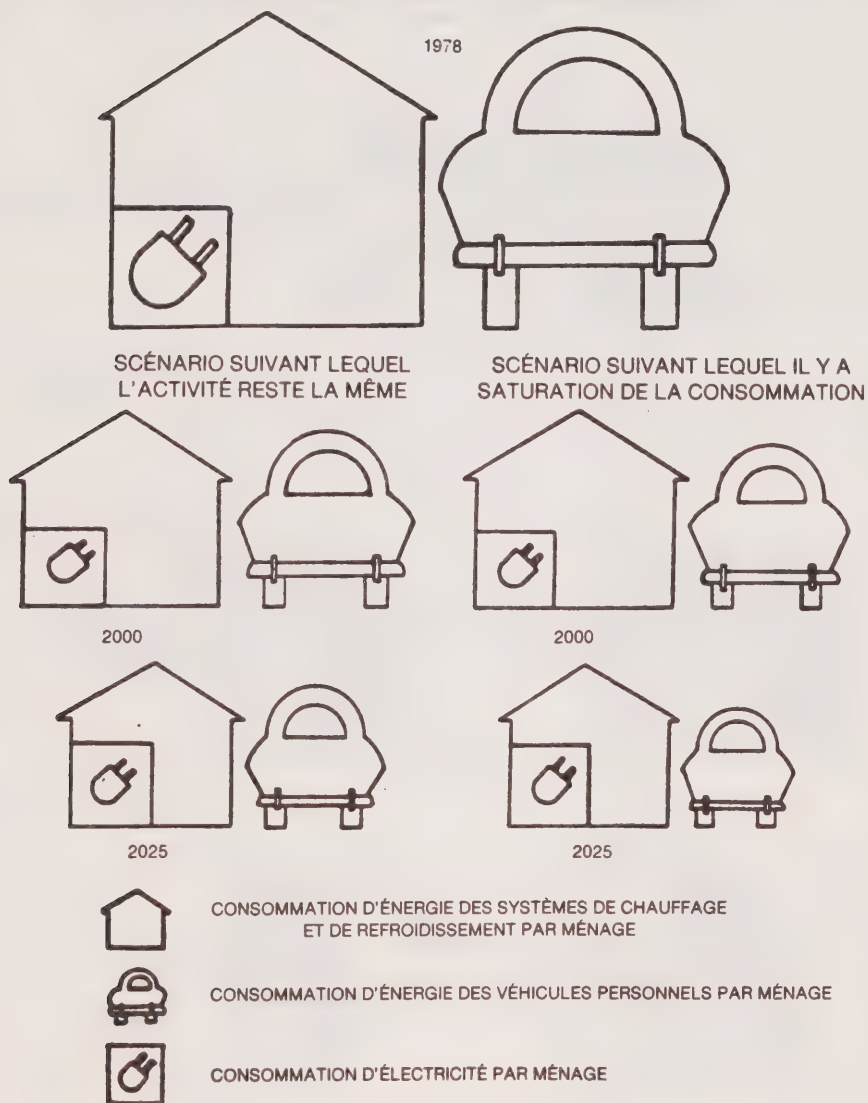 1978
SCÉNARIO SUIVANT LEQUEL
L'ACTIVITÉ RESTE LA MÊME
SCÉNARIO SUIVANT LEQUEL IL Y A
SATURATION DE LA CONSOMMATION
2000
2000
2025
2025
CONSOMMATION D'ÉNERGIE DES SYSTÈMES DE CHAUFFAGE
ET DE REFROIDISSEMENT PAR MÉNAGE
CONSOMMATION D'ÉNERGIE DES VÉHICULES PERSONNELS PAR MÉNAGE
CONSOMMATION D'ÉLECTRICITÉ PAR MÉNAGE